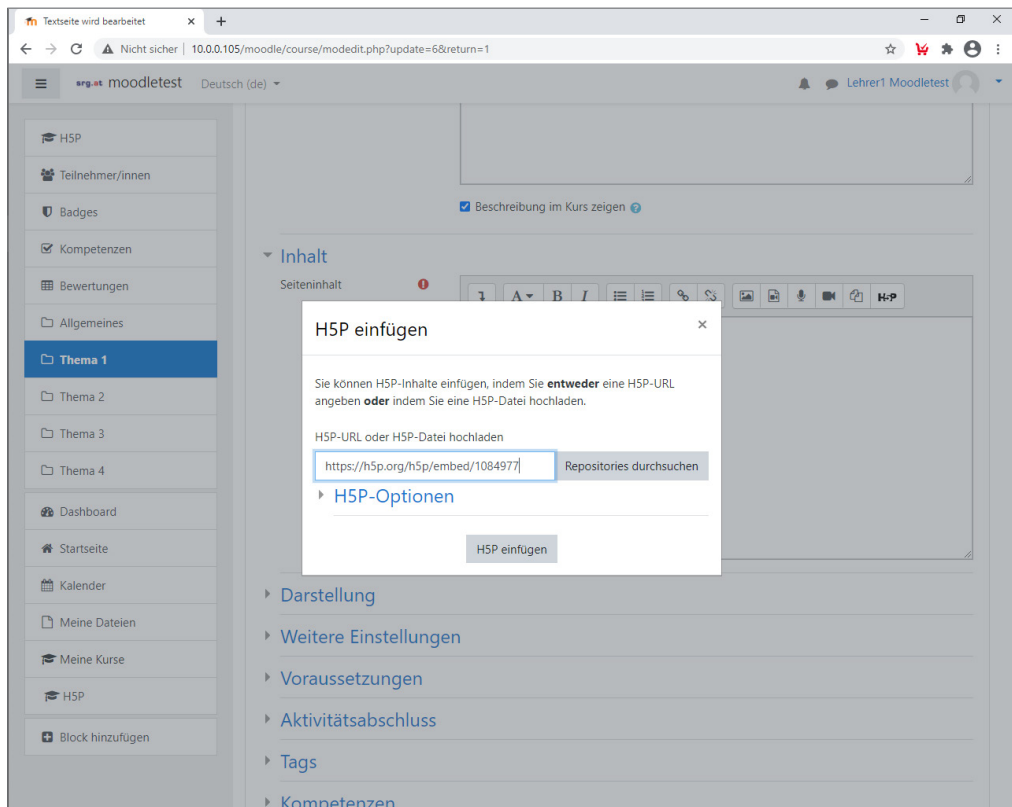 Textseite wird bearbeitet
Nicht sicher | 10.0.0.105/moodle/course/modedit.php?update=6&return=1
srg.at moodletest Deutsch (de) Lehrer1 Moodletest
H5P
Teilnehmer/innen
Badges
Kompetenzen
Bewertungen
Allgemeines
Thema 1
Thema 2
Thema 3
Thema 4
Dashboard
Startseite
Kalender
Meine Dateien
Meine Kurse
H5P
Block hinzufügen
Beschreibung im Kurs zeigen
Inhalt
Seiteninhalt
A B I H-P
H5P einfügen
Sie können H5P-Inhalte einfügen, indem Sie entweder eine H5P-URL
angeben oder indem Sie eine H5P-Datei hochladen.
H5P-URL oder H5P-Datei hochladen
https://h5p.org/h5p/embed/1084977 Repositories durchsuchen
H5P-Optionen
H5P einfügen
Darstellung
Weitere Einstellungen
Voraussetzungen
Aktivitätsabschluss
Tags
Kompetenzen